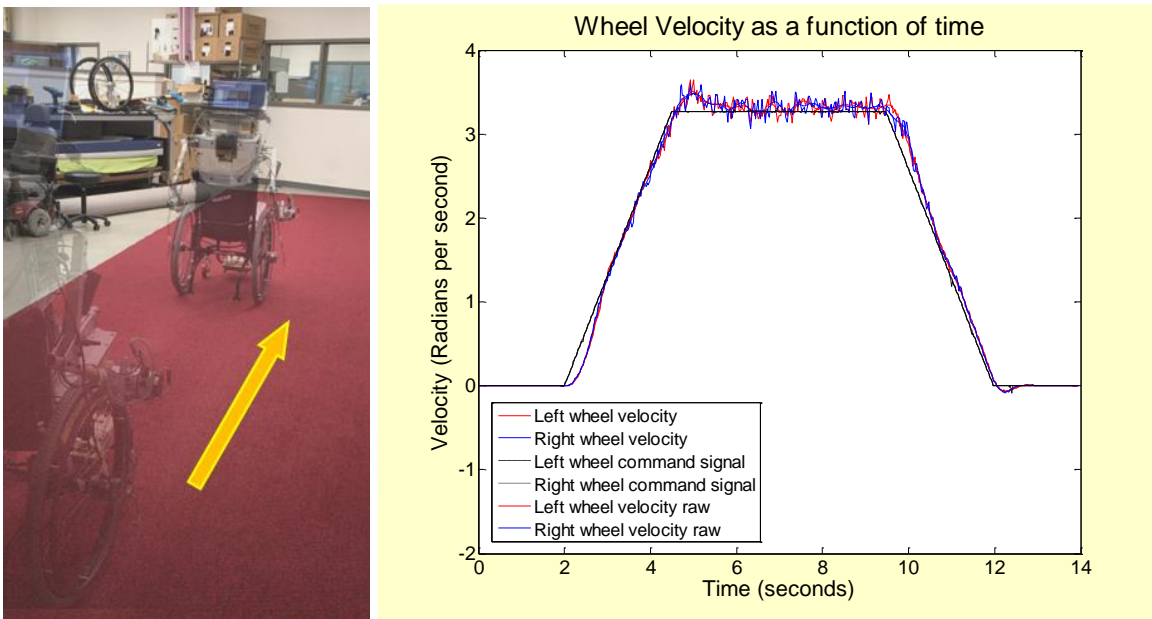 Wheel Velocity as a function of time
Velocity (Radians per second)
4
3
2
1
0
-1
-2
Left wheel velocity
Right wheel velocity
Left wheel command signal
Right wheel command signal
Left wheel velocity raw
Right wheel velocity raw
0 2 4 6 8 10 12 14
Time (seconds)